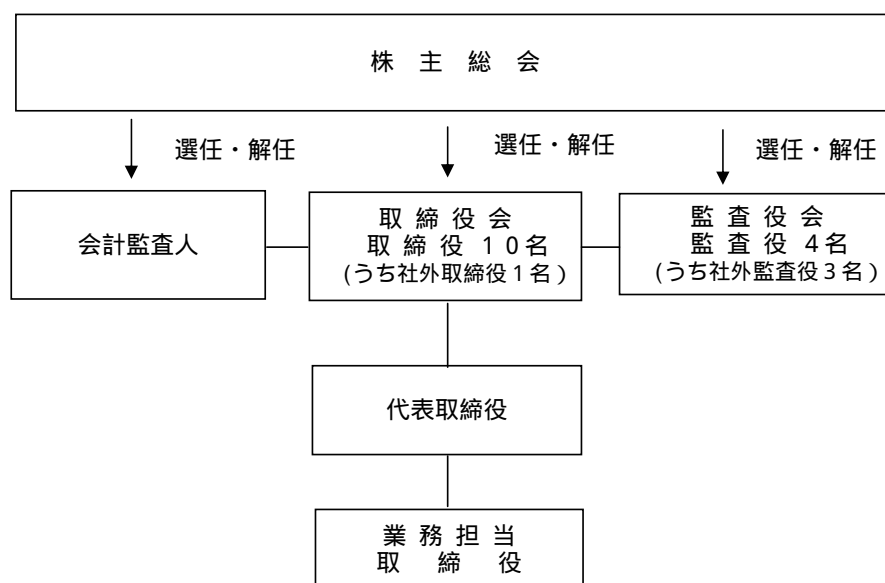 株 主 総 会
選任・解任
選任・解任
選任・解任
会計監査人
取 締 役 会
取 締 役 1 0 名
(うち社外取締役１名)
監 査 役 会
監 査 役 4 名
(うち社外監査役３名)
代表取締役
業 務 担 当
取 締 役